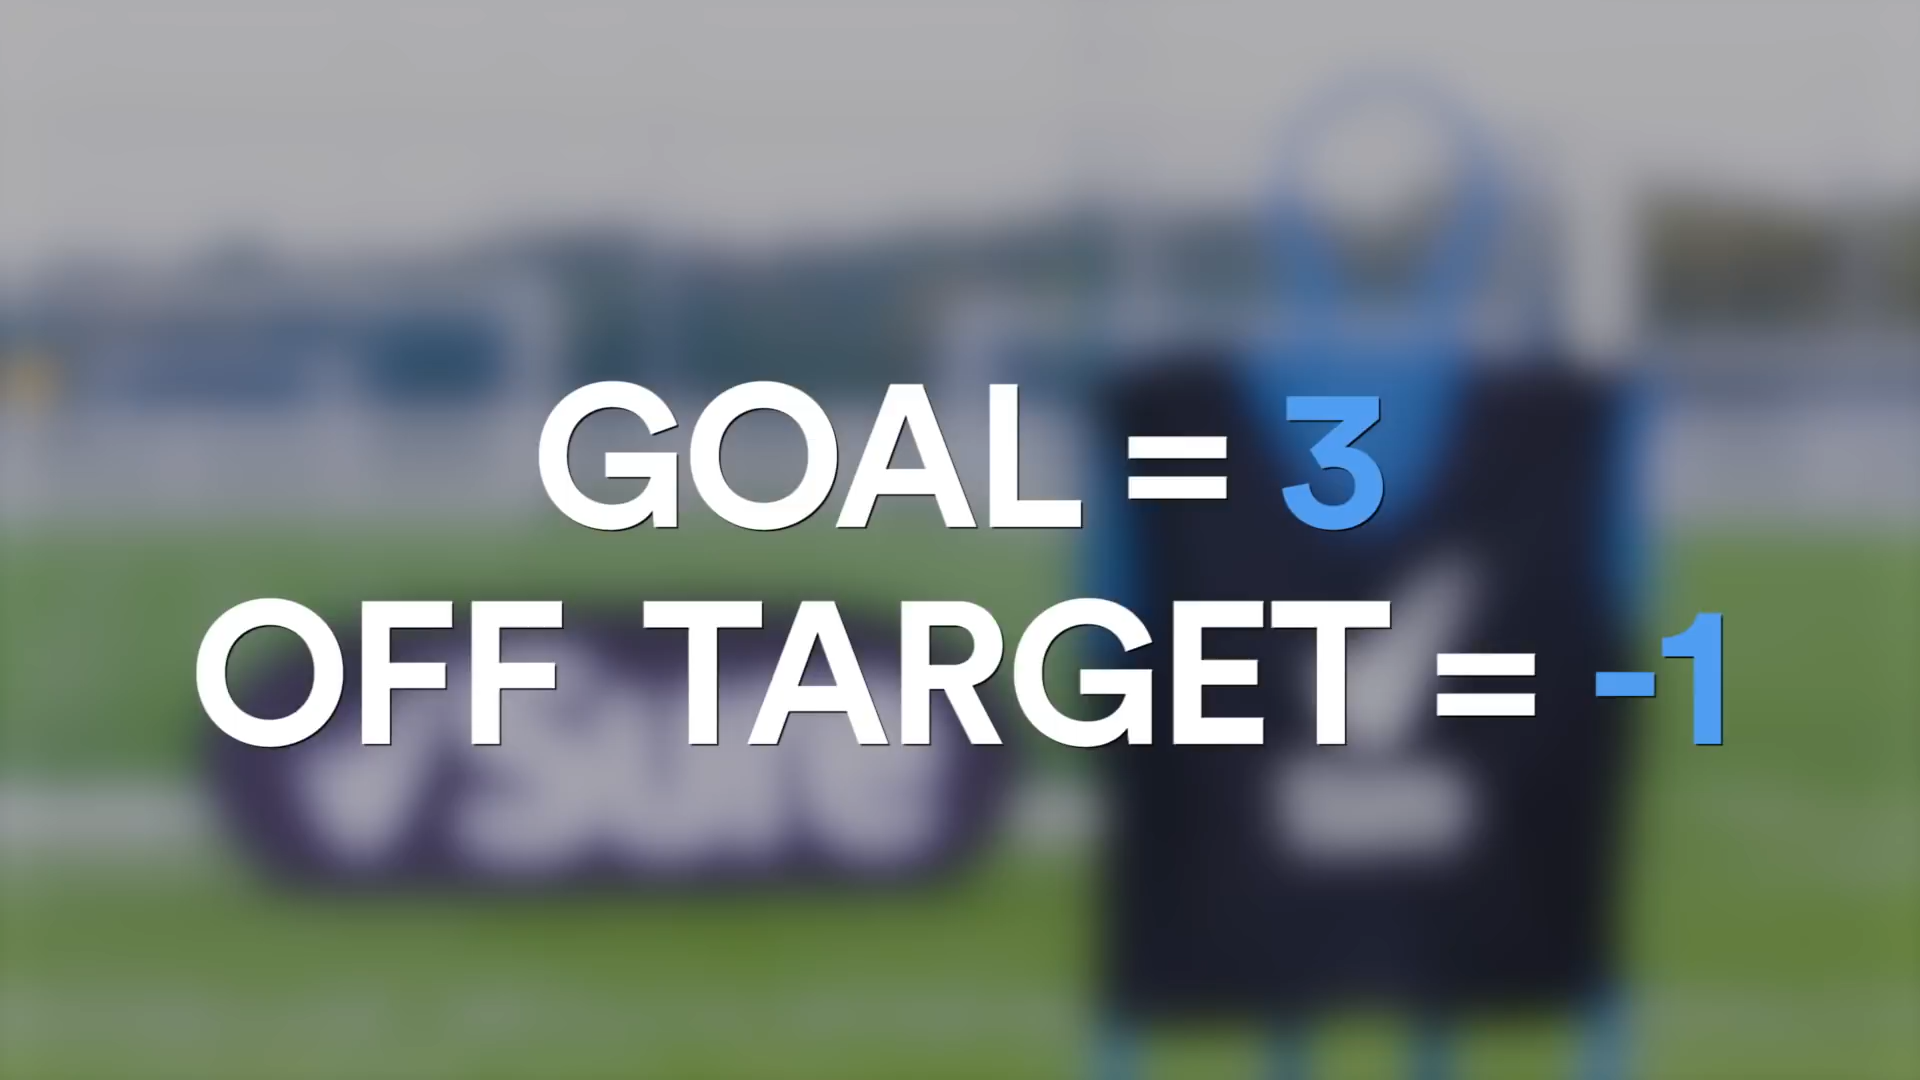 GOAL = 3
OFF TARGET = -1